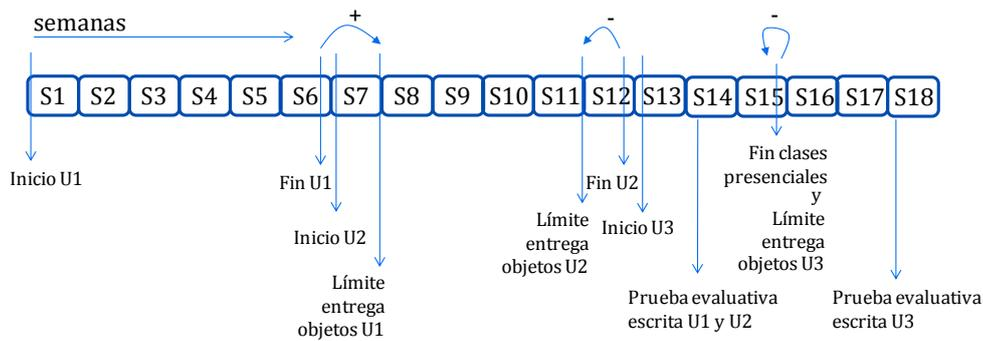 semanas
+
-
-
S1 S2 S3 S4 S5 S6 S7 S8 S9 S10 S11 S12 S13 S14 S15 S16 S17 S18
Inicio U1
Fin U1
Inicio U2
Límite
entrega
objetos U1
Límite
entrega
objetos U2
Fin U2
Inicio U3
Prueba evaluativa
escrita U1 y U2
Fin clases
presenciales
y
Límite
entrega
objetos U3
Prueba evaluativa
escrita U3